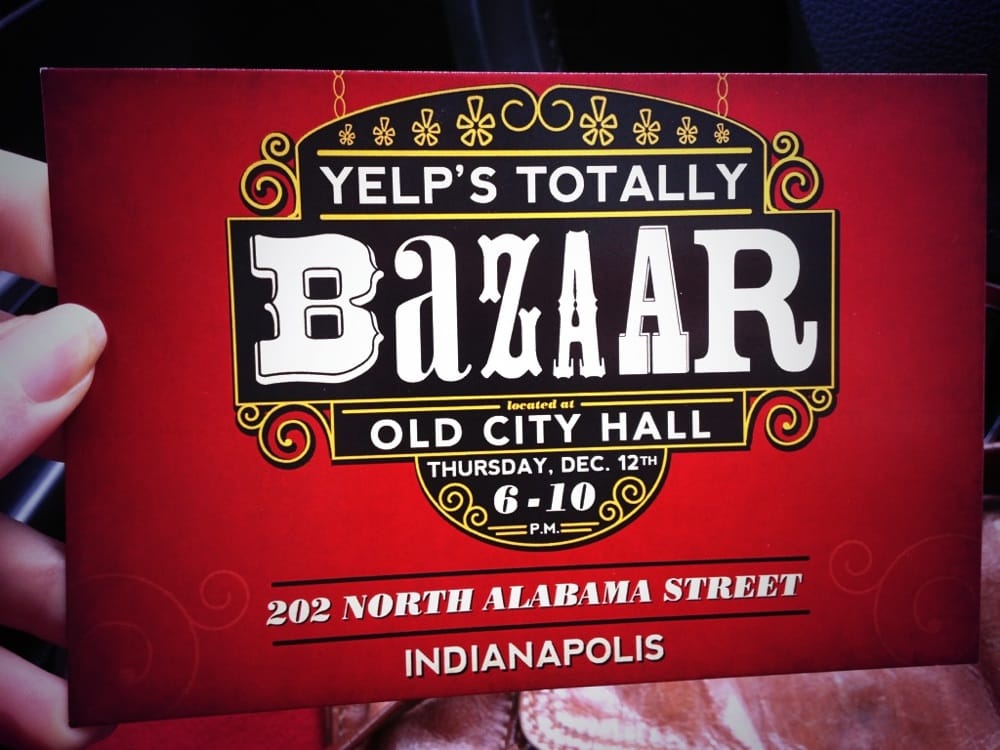 YELP'S TOTALLY
BaZAAR
located at
OLD CITY HALL
THURSDAY, DEC. 12TH
6 - 10
P.M.
202 NORTH ALABAMA STREET
INDIANAPOLIS